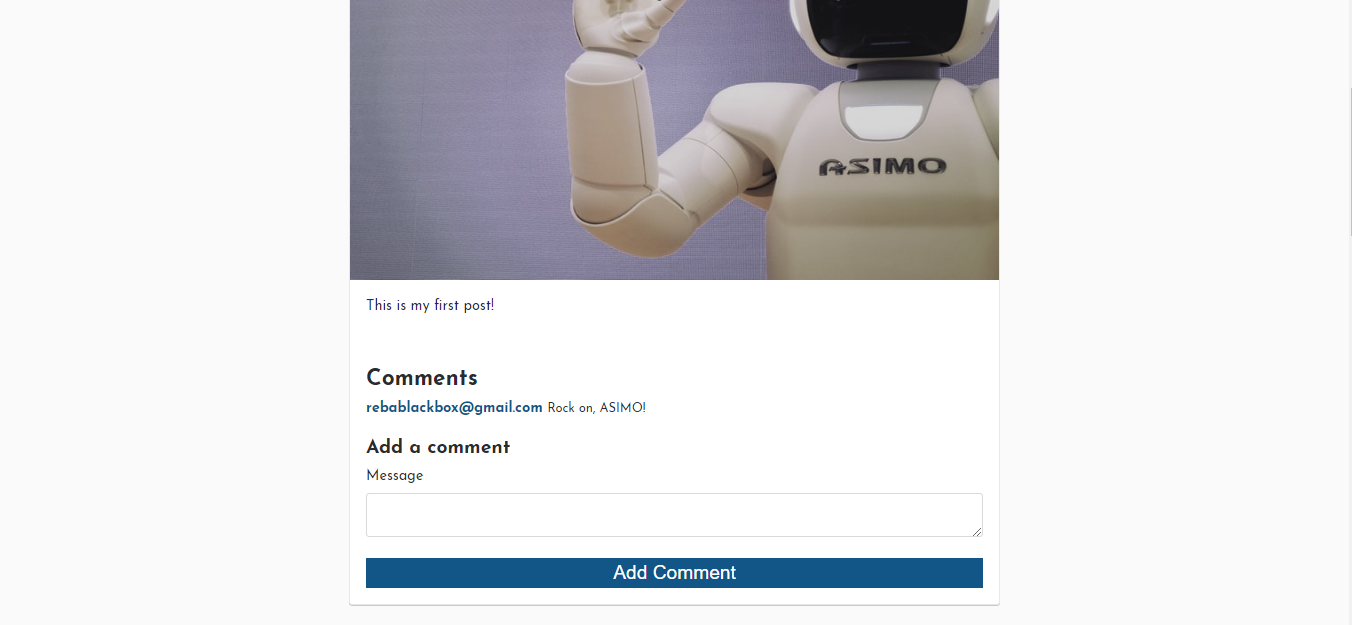 ASIMO
This is my first post!
Comments
rebablackbox@gmail.com Rock on, ASIMO!
Add a comment
Message
Add Comment